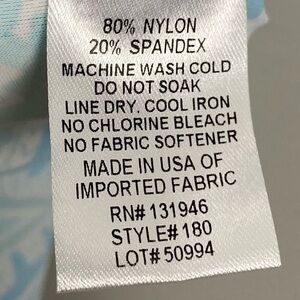 80% NYLON
20% SPANDEX
MACHINE WASH COLD
DO NOT SOAK
LINE DRY. COOL IRON
NO CHLORINE BLEACH
NO FABRIC SOFTENER
MADE IN USA OF
IMPORTED FABRIC
RN# 131946
STYLE# 180
LOT# 50994